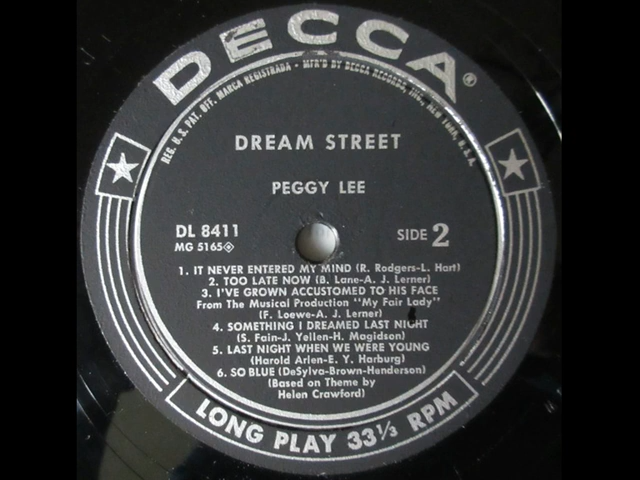 DECCA®
REG. U.S. PAT. OFF. MARCA REGISTRADA • MFR'D BY DECCA RECORDS, INC., NEW YORK, U.S.A.
DREAM STREET
PEGGY LEE
DL 8411
MG 5165
SIDE 2
1. IT NEVER ENTERED MY MIND (R. Rodgers-L. Hart)
2. TOO LATE NOW (B. Lane-A. J. Lerner)
3. I'VE GROWN ACCUSTOMED TO HIS FACE
From The Musical Production "My Fair Lady"
(F. Loewe-A. J. Lerner)
4. SOMETHING I DREAMED LAST NIGHT
(S. Fain-J. Yellen-H. Magidson)
5. LAST NIGHT WHEN WE WERE YOUNG
(Harold Arlen-E. Y. Harburg)
6. SO BLUE (DeSylva-Brown-Henderson)
(Based on Theme by
Helen Crawford)
LONG PLAY 33⅓ RPM